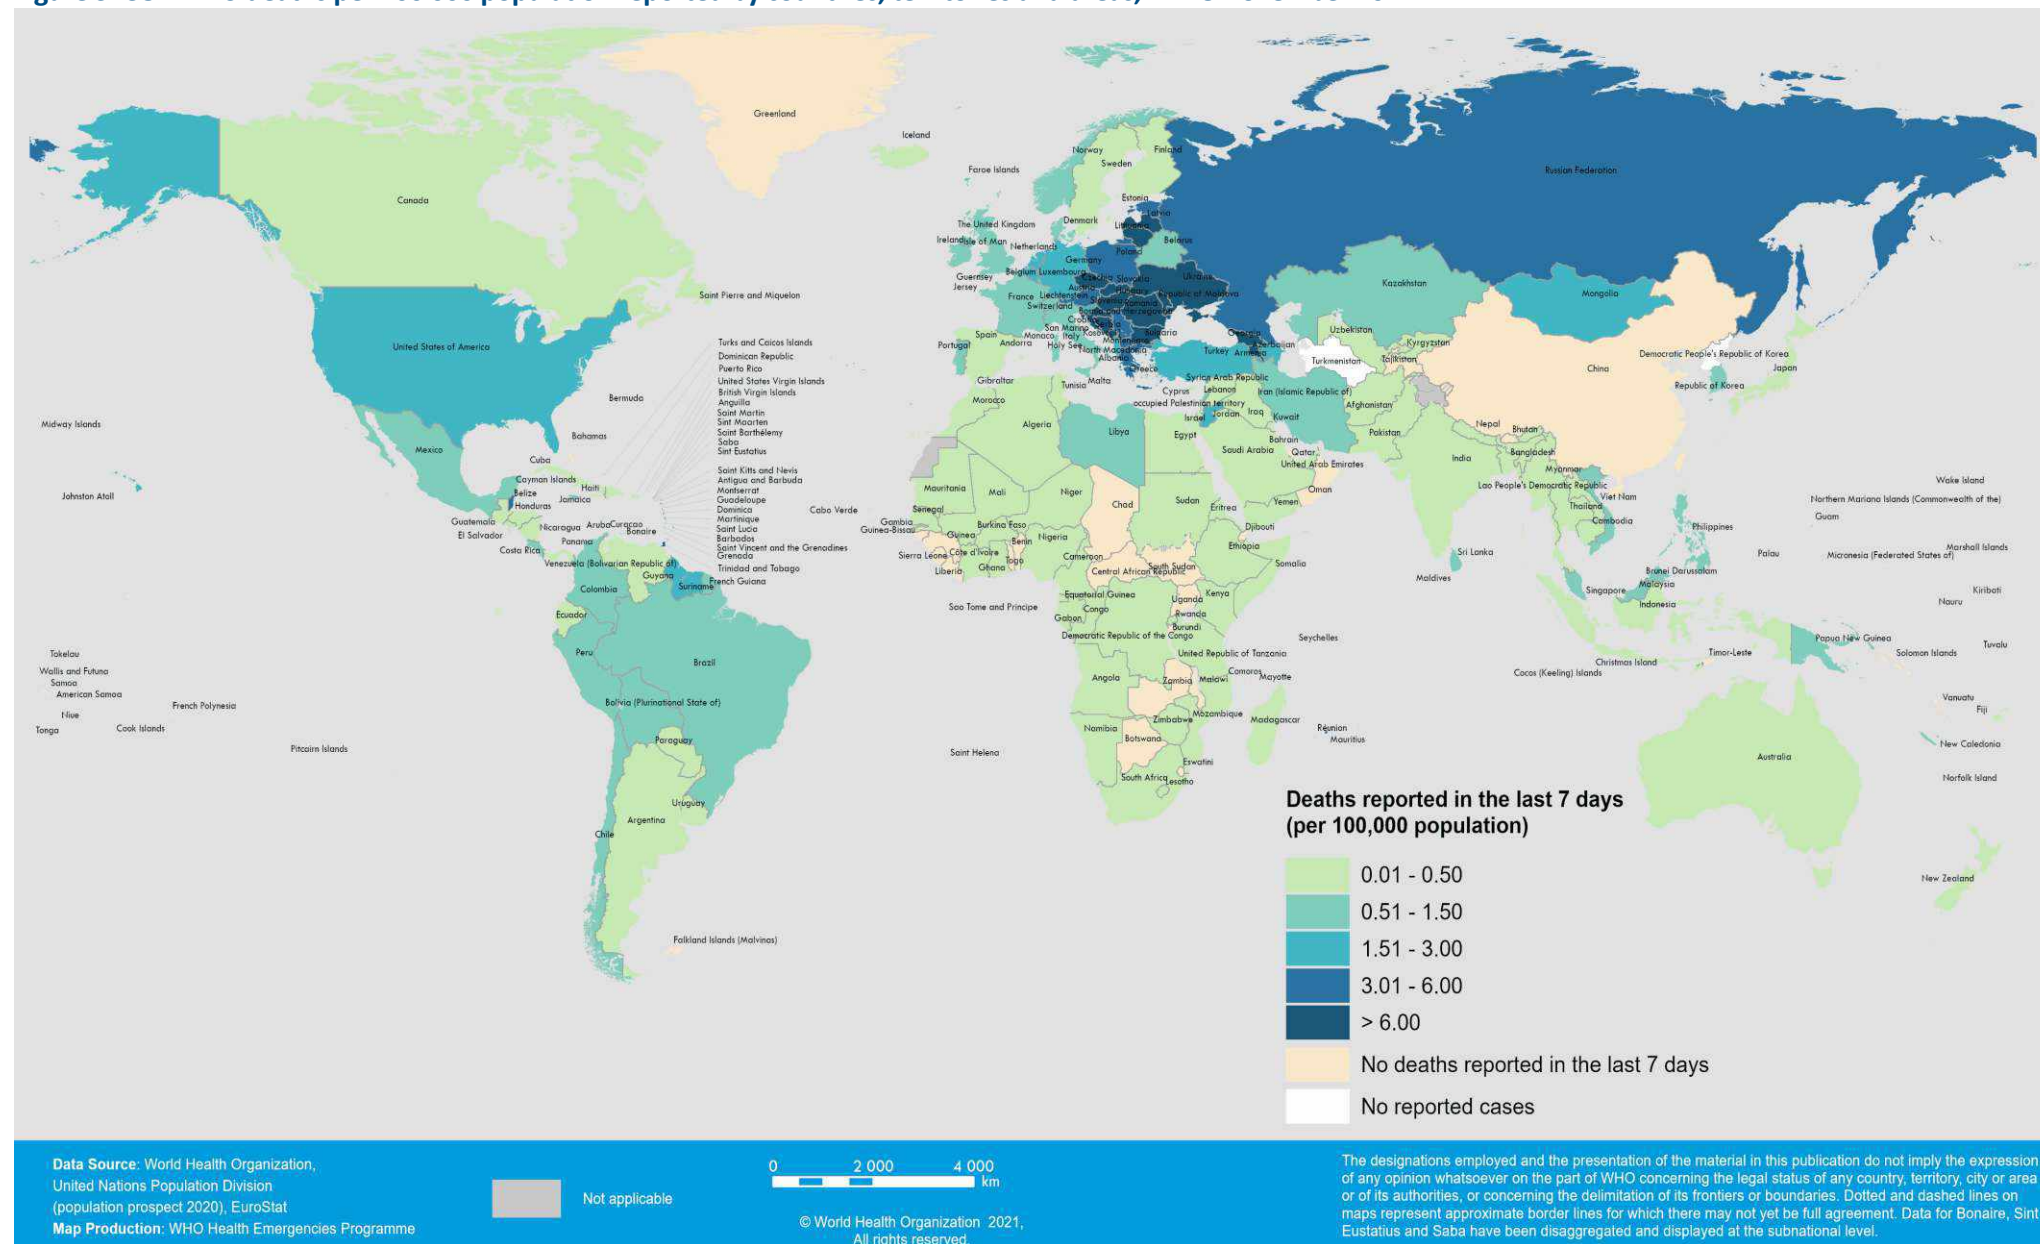 Greenland
Iceland
Norway
Finland
Sweden
Russian Federation
Faroe Islands
Canada
Estonia
Latvia
The United Kingdom
Denmark
Lithuania
Ireland
Isle of Man
Netherlands
Belarus
Poland
Germany
Guernsey
Belgium
Luxembourg
Czechia
Slovakia
Ukraine
Jersey
Kazakhstan
Mongolia
Saint Pierre and Miquelon
France
Liechtenstein
Republic of Moldova
Switzerland
United States of America
Spain
Monaco
San Marino
Italy
Bulgaria
Georgia
Uzbekistan
Portugal
Andorra
Holy See
North Macedonia
Albania
Greece
Turkey
Armenia
Azerbaijan
Turkmenistan
Kyrgyzstan
Tajikistan
Democratic People's Republic of Korea
China
Japan
Republic of Korea
Turks and Caicos Islands
Dominican Republic
Puerto Rico
United States Virgin Islands
British Virgin Islands
Anguilla
Saint Martin
Sint Maarten
Saint Barthélemy
Saba
Sint Eustatius
Saint Kitts and Nevis
Antigua and Barbuda
Montserrat
Guadeloupe
Dominica
Martinique
Saint Lucia
Barbados
Saint Vincent and the Grenadines
Grenada
Trinidad and Tobago
Bermuda
Midway Islands
Bahamas
Mexico
Cuba
Johnston Atoll
Cayman Islands
Haiti
Belize
Jamaica
Honduras
Guatemala
Nicaragua
Aruba
Curacao
Bonaire
El Salvador
Panama
Costa Rica
Venezuela (Bolivarian Republic of)
Guyana
Suriname
French Guiana
Colombia
Ecuador
Peru
Brazil
Bolivia (Plurinational State of)
Paraguay
Uruguay
Argentina
Chile
Falkland Islands (Malvinas)
Tokelau
Wallis and Futuna
Samoa
American Samoa
Niue
Tonga
Cook Islands
French Polynesia
Pitcairn Islands
Gibraltar
Tunisia
Malta
Cyprus
Syrian Arab Republic
Lebanon
occupied Palestinian territory
Israel
Jordan
Iraq
Iran (Islamic Republic of)
Kuwait
Afghanistan
Morocco
Algeria
Libya
Egypt
Saudi Arabia
Bahrain
Qatar
United Arab Emirates
Oman
Yemen
Pakistan
India
Nepal
Bhutan
Bangladesh
Myanmar
Lao People's Democratic Republic
Viet Nam
Thailand
Cambodia
Philippines
Sri Lanka
Maldives
Brunei Darussalam
Malaysia
Singapore
Indonesia
Palau
Wake Island
Northern Mariana Islands (Commonwealth of the)
Guam
Marshall Islands
Micronesia (Federated States of)
Kiribati
Nauru
Papua New Guinea
Solomon Islands
Tuvalu
Timor-Leste
Christmas Island
Cocos (Keeling) Islands
Vanuatu
Fiji
New Caledonia
Norfolk Island
Australia
New Zealand
Cabo Verde
Mauritania
Mali
Niger
Chad
Sudan
Eritrea
Senegal
Gambia
Guinea-Bissau
Guinea
Burkina Faso
Benin
Nigeria
Djibouti
Ethiopia
Sierra Leone
Côte d'Ivoire
Liberia
Ghana
Togo
Cameroon
Central African Republic
South Sudan
Somalia
Equatorial Guinea
Sao Tome and Principe
Congo
Gabon
Uganda
Kenya
Rwanda
Burundi
Democratic Republic of the Congo
Seychelles
United Republic of Tanzania
Angola
Zambia
Malawi
Comoros
Mayotte
Zimbabwe
Mozambique
Madagascar
Namibia
Botswana
Réunion
Mauritius
Saint Helena
Eswatini
South Africa
Lesotho
Deaths reported in the last 7 days
(per 100,000 population)
0.01 - 0.50
0.51 - 1.50
1.51 - 3.00
3.01 - 6.00
> 6.00
No deaths reported in the last 7 days
No reported cases
Data Source: World Health Organization,
United Nations Population Division
(population prospect 2020), EuroStat
Map Production: WHO Health Emergencies Programme
Not applicable
0 2 000 4 000
km
© World Health Organization 2021,
All rights reserved.
The designations employed and the presentation of the material in this publication do not imply the expression
of any opinion whatsoever on the part of WHO concerning the legal status of any country, territory, city or area
or of its authorities, or concerning the delimitation of its frontiers or boundaries. Dotted and dashed lines on
maps represent approximate border lines for which there may not yet be full agreement. Data for Bonaire, Sint
Eustatius and Saba have been disaggregated and displayed at the subnational level.